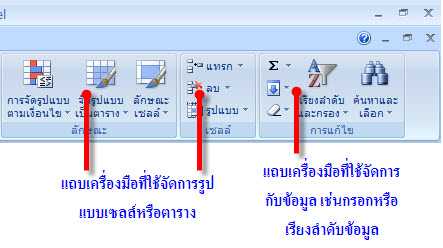 el
แทรก
Σ
ลบ
การจัดรูปแบบ
ตามเงื่อนไข
จัดรูปแบบ
เป็นตาราง
ลักษณะ
เซลล์
รูปแบบ
เรียงลำดับ
และกรอง
ค้นหาและ
เลือก
ลักษณะ
เซลล์
การแก้ไข
แถบเครื่องมือที่ใช้จัดการรูป
แบบเซลล์หรือตาราง
แถบเครื่องมือที่ใช้จัดการ
กับข้อมูล เช่นกรอกหรือ
เรียงลำดับข้อมูล